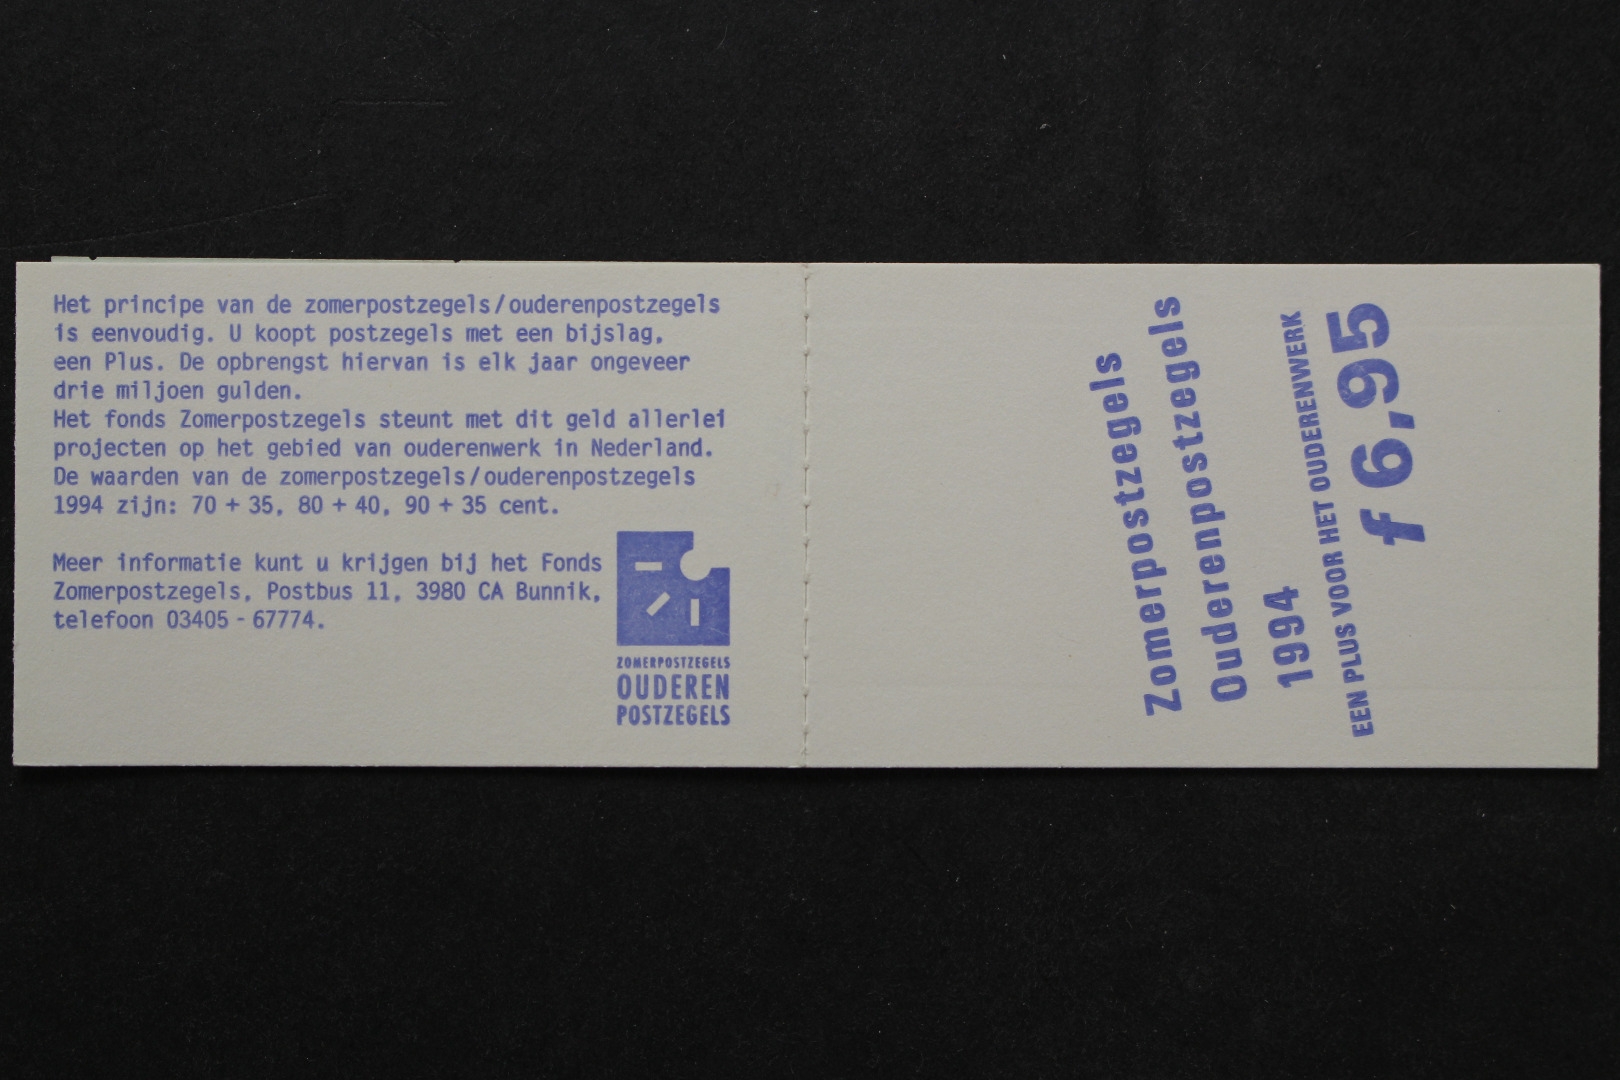 Het principe van de zomerpostzegels/ouderenpostzegels
is eenvoudig. U koopt postzegels met een bijslag,
een Plus. De opbrengst hiervan is elk jaar ongeveer
drie miljoen gulden.
Het fonds Zomerpostzegels steunt met dit geld allerlei
projecten op het gebied van ouderenwerk in Nederland.
De waarden van de zomerpostzegels/ouderenpostzegels
1994 zijn: 70 + 35, 80 + 40, 90 + 35 cent.
Meer informatie kunt u krijgen bij het Fonds
Zomerpostzegels, Postbus 11, 3980 CA Bunnik,
telefoon 03405 - 67774.
ZOMERPOSTZEGELS
OUDEREN
POSTZEGELS
Zomerpostzegels
Ouderenpostzegels
1994
EEN PLUS VOOR HET OUDERENWERK
f 6,95